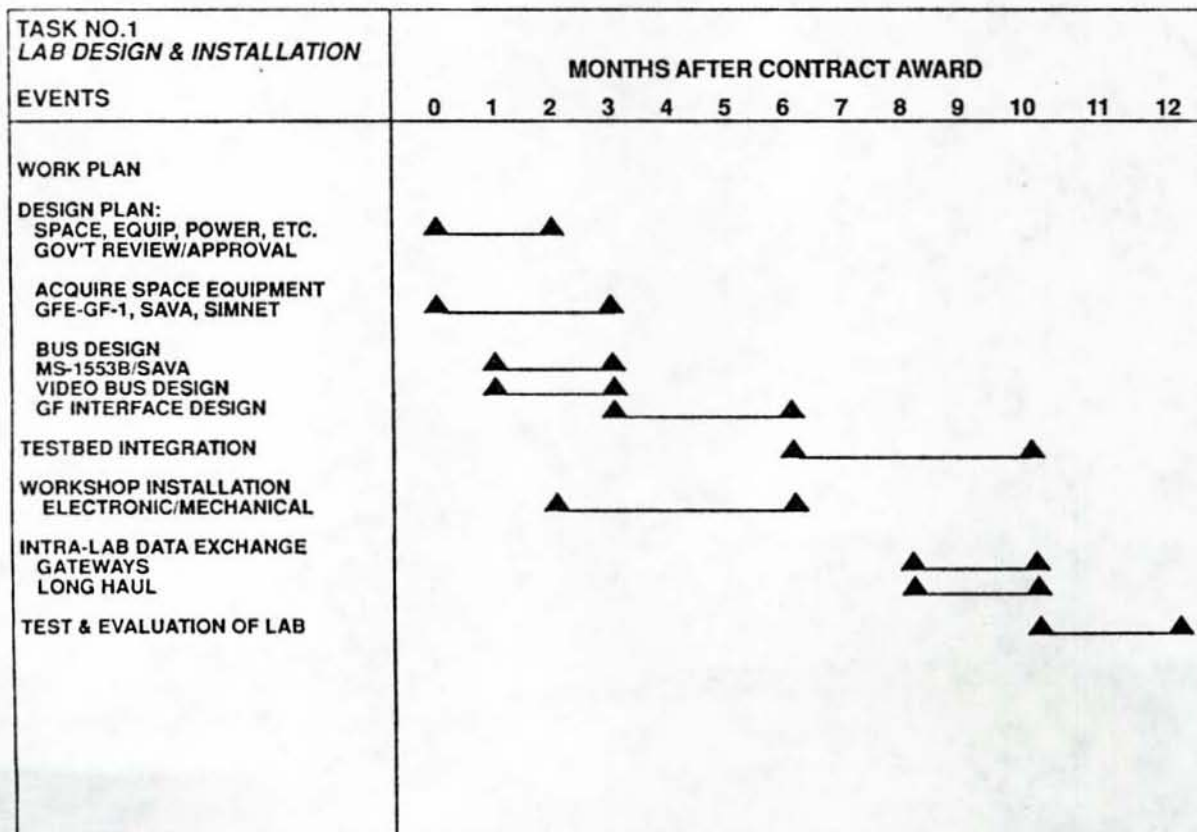 TASK NO.1
LAB DESIGN & INSTALLATION
EVENTS
MONTHS AFTER CONTRACT AWARD
0 1 2 3 4 5 6 7 8 9 10 11 12
WORK PLAN
DESIGN PLAN:
SPACE, EQUIP, POWER, ETC.
GOV'T REVIEW/APPROVAL
ACQUIRE SPACE EQUIPMENT
GFE-GF-1, SAVA, SIMNET
BUS DESIGN
MS-1553B/SAVA
VIDEO BUS DESIGN
GF INTERFACE DESIGN
TESTBED INTEGRATION
WORKSHOP INSTALLATION
ELECTRONIC/MECHANICAL
INTRA-LAB DATA EXCHANGE
GATEWAYS
LONG HAUL
TEST & EVALUATION OF LAB